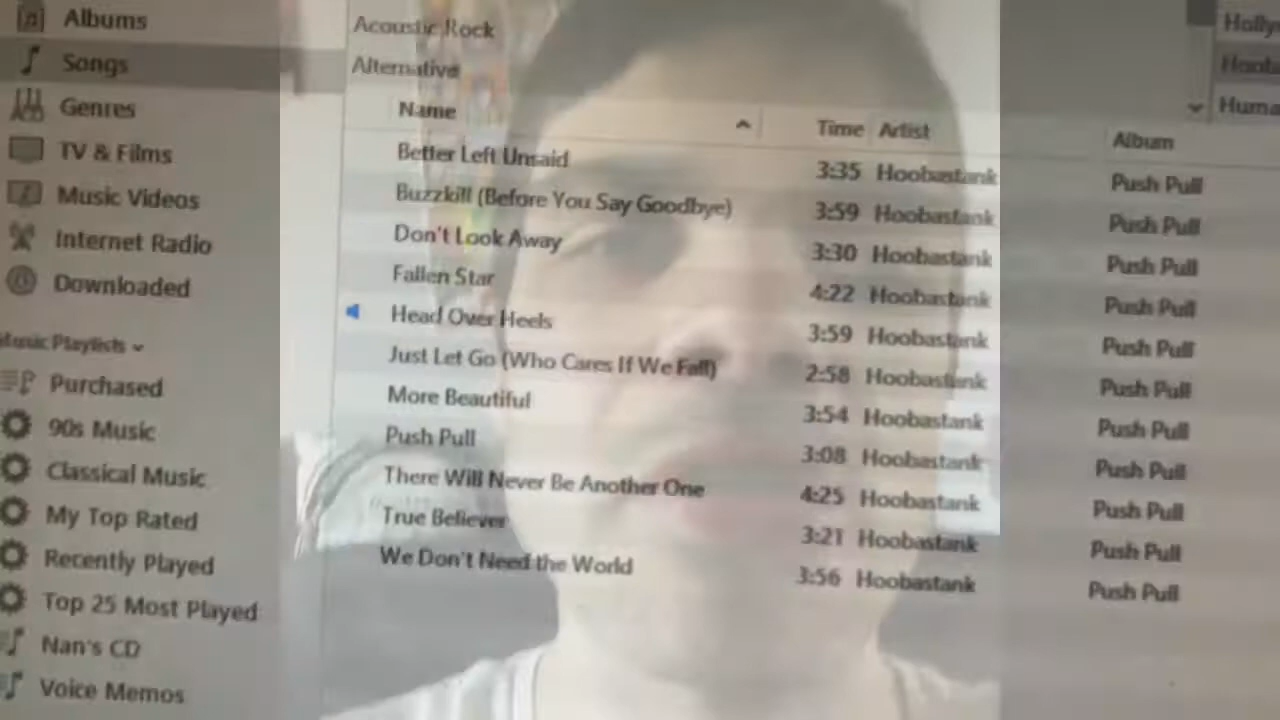 Albums
Songs
Genres
TV & Films
Music Videos
Internet Radio
Downloaded
Music Playlists
Purchased
90s Music
Classical Music
My Top Rated
Recently Played
Top 25 Most Played
Nan's CD
Voice Memos
Acoustic Rock
Alternative
Name Time Artist Album
Better Left Unsaid 3:35 Hoobastank Push Pull
Buzzkill (Before You Say Goodbye) 3:59 Hoobastank Push Pull
Don't Look Away 3:30 Hoobastank Push Pull
Fallen Star 4:22 Hoobastank Push Pull
Head Over Heels 3:59 Hoobastank Push Pull
Just Let Go (Who Cares If We Fall) 2:58 Hoobastank Push Pull
More Beautiful 3:54 Hoobastank Push Pull
Push Pull 3:08 Hoobastank Push Pull
There Will Never Be Another One 4:25 Hoobastank Push Pull
True Believer 3:21 Hoobastank Push Pull
We Don't Need the World 3:56 Hoobastank Push Pull